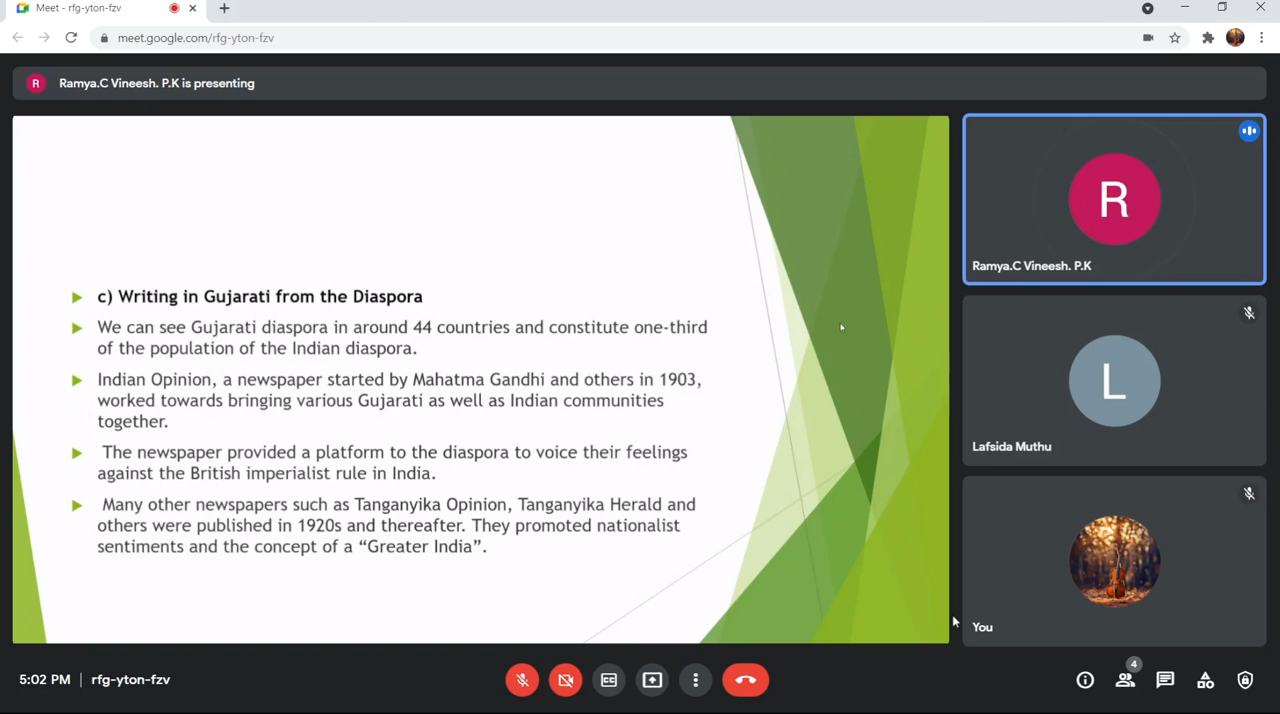 Meet - rfg-yton-fzv
meet.google.com/rfg-yton-fzv
R
Ramya.C Vineesh. P.K is presenting
c) Writing in Gujarati from the Diaspora
We can see Gujarati diaspora in around 44 countries and constitute one-third
of the population of the Indian diaspora.
Indian Opinion, a newspaper started by Mahatma Gandhi and others in 1903,
worked towards bringing various Gujarati as well as Indian communities
together.
The newspaper provided a platform to the diaspora to voice their feelings
against the British imperialist rule in India.
Many other newspapers such as Tanganyika Opinion, Tanganyika Herald and
others were published in 1920s and thereafter. They promoted nationalist
sentiments and the concept of a “Greater India”.
R
Ramya.C Vineesh. P.K
L
Lafsida Muthu
You
5:02 PM | rfg-yton-fzv
CC
4